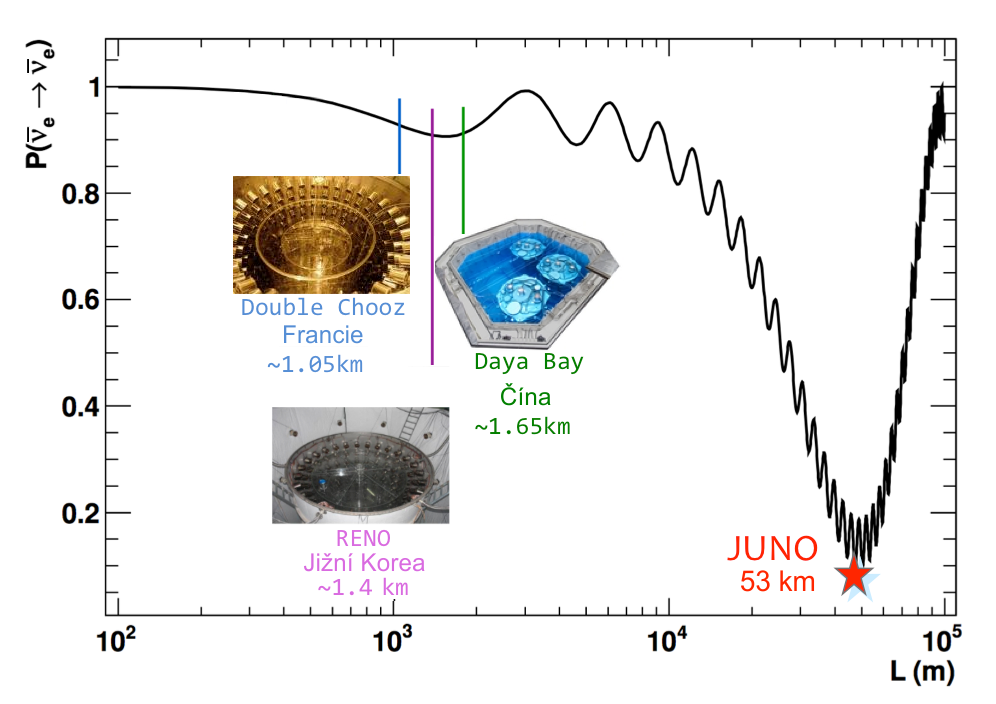 P(ν̅e → ν̅e)
1
0.8
0.6
0.4
0.2
Double Chooz
Francie
~1.05km
Daya Bay
Čína
~1.65km
RENO
Jižní Korea
~1.4 km
JUNO
53 km
10²
10³
10⁴
10⁵
L (m)